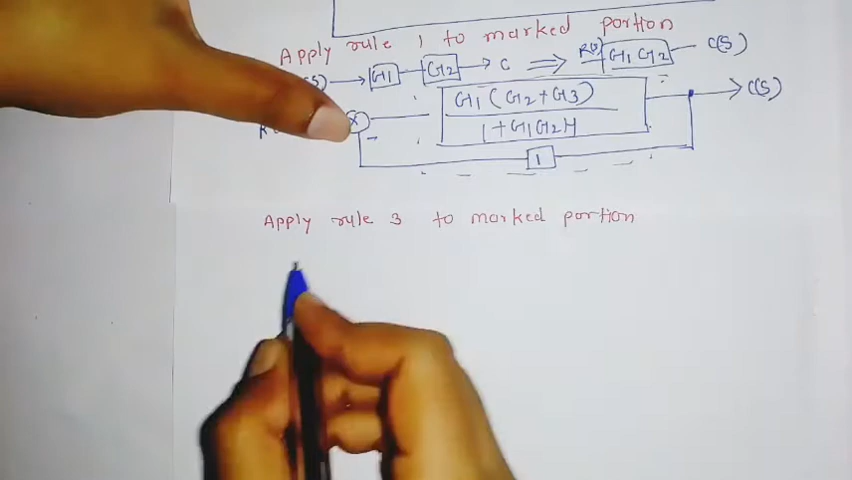 Apply rule 1 to marked portion
(S) G1 G2 C ⇒ R(S) G1 G2 C(S)
G1(G2+G3) C(S)
R X
1+G1G2H
-
1
Apply rule 3 to marked portion